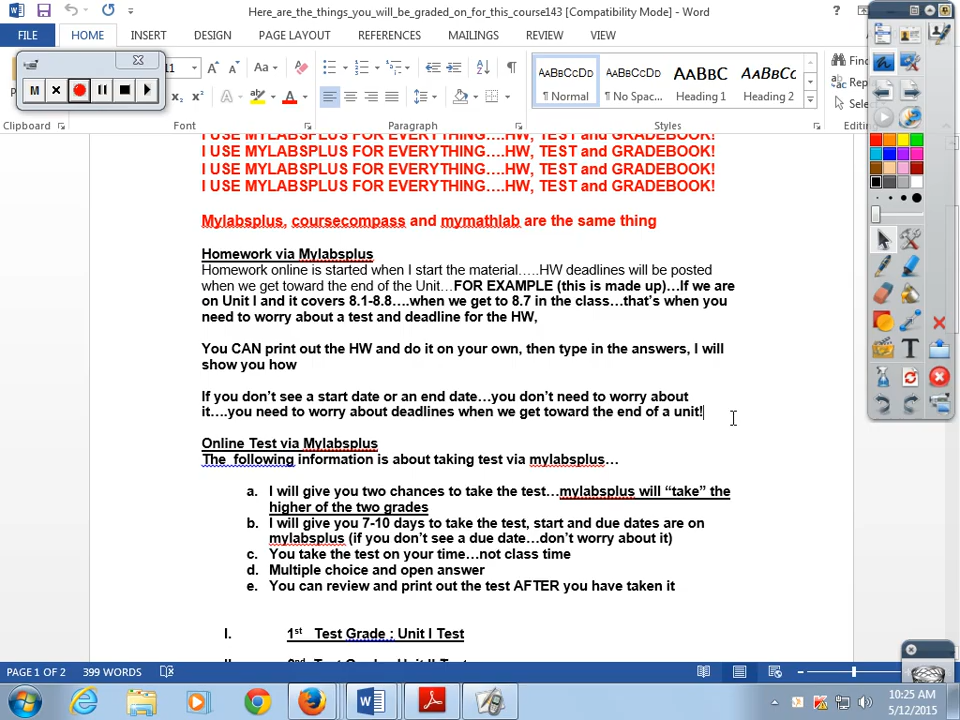 Here_are_the_things_you_will_be_graded_on_for_this_course143 [Compatibility Mode] - Word
FILE HOME INSERT DESIGN PAGE LAYOUT REFERENCES MAILINGS REVIEW VIEW
11 Aa
Find
AaBbCcDd AaBbCcDd AaBbC AaBbCc
¶ Normal ¶ No Spac... Heading 1 Heading 2
Clipboard Font Paragraph Styles Editing
I USE MYLABSPLUS FOR EVERYTHING….HW, TEST and GRADEBOOK!
I USE MYLABSPLUS FOR EVERYTHING….HW, TEST and GRADEBOOK!
I USE MYLABSPLUS FOR EVERYTHING….HW, TEST and GRADEBOOK!
I USE MYLABSPLUS FOR EVERYTHING….HW, TEST and GRADEBOOK!
Mylabsplus, coursecompass and mymathlab are the same thing
Homework via Mylabsplus
Homework online is started when I start the material…..HW deadlines will be posted
when we get toward the end of the Unit…FOR EXAMPLE (this is made up)…If we are
on Unit I and it covers 8.1-8.8….when we get to 8.7 in the class…that’s when you
need to worry about a test and deadline for the HW,
You CAN print out the HW and do it on your own, then type in the answers, I will
show you how
If you don’t see a start date or an end date…you don’t need to worry about
it….you need to worry about deadlines when we get toward the end of a unit!
Online Test via Mylabsplus
The following information is about taking test via mylabsplus…
a. I will give you two chances to take the test…mylabsplus will “take” the
higher of the two grades
b. I will give you 7-10 days to take the test, start and due dates are on
mylabsplus (if you don’t see a due date…don’t worry about it)
c. You take the test on your time…not class time
d. Multiple choice and open answer
e. You can review and print out the test AFTER you have taken it
I. 1st Test Grade : Unit I Test
PAGE 1 OF 2 399 WORDS
10:25 AM
5/12/2015